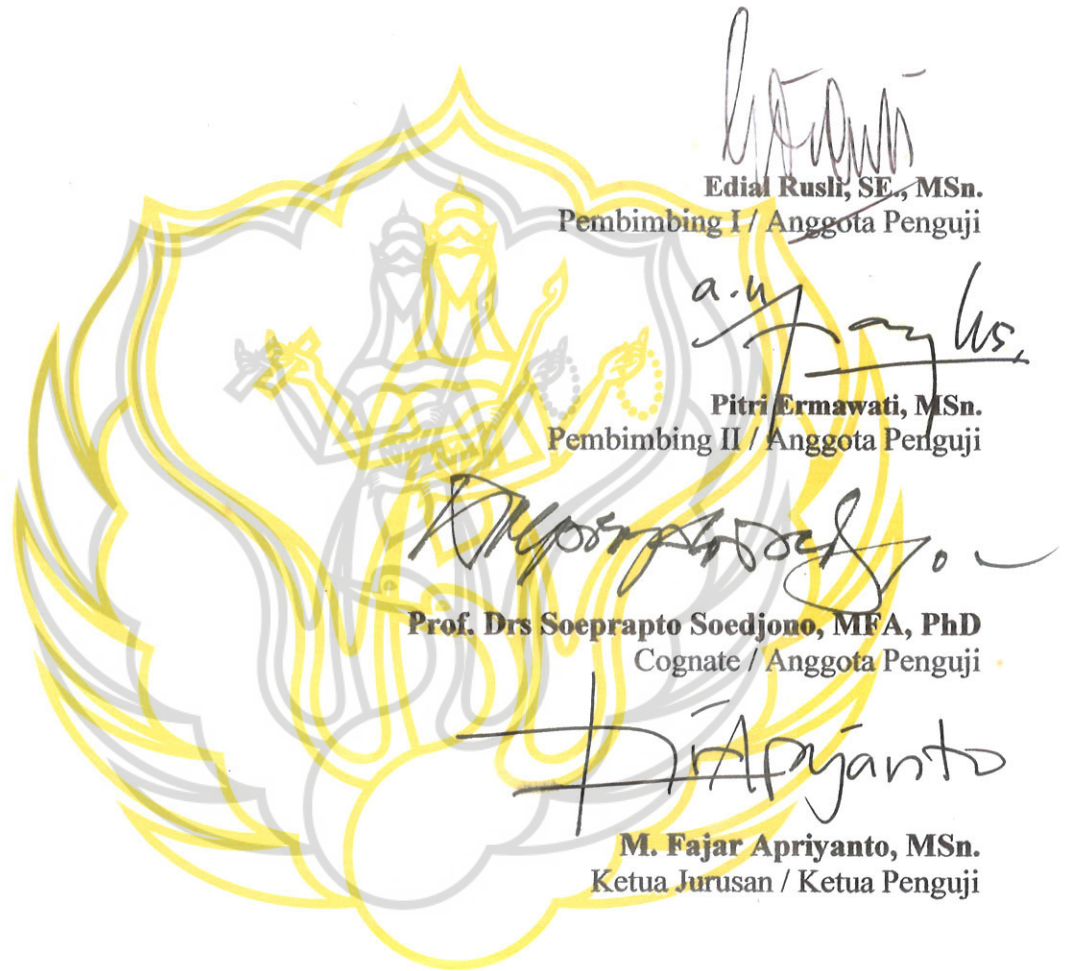 Edial Rusli, SE., MSn.
Pembimbing I / Anggota Penguji
a.n
Pitri Ermawati, MSn.
Pembimbing II / Anggota Penguji
Prof. Drs Soeprapto Soedjono, MFA, PhD
Cognate / Anggota Penguji
M. Fajar Apriyanto, MSn.
Ketua Jurusan / Ketua Penguji